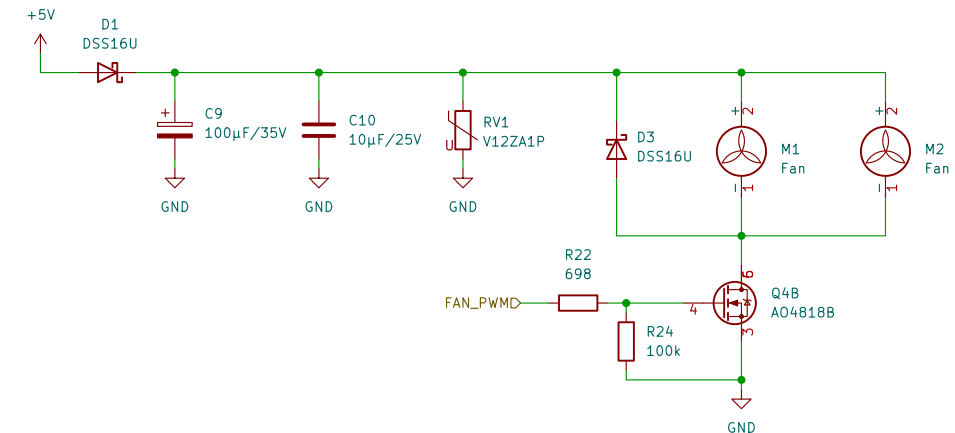 +5V
D1
DSS16U
+
C9
100µF/35V
GND
C10
10µF/25V
GND
U
RV1
V12ZA1P
GND
D3
DSS16U
+
2
M1
Fan
1
+
2
M2
Fan
1
R22
698
FAN_PWM
R24
100k
4
6
3
Q4B
AO4818B
GND